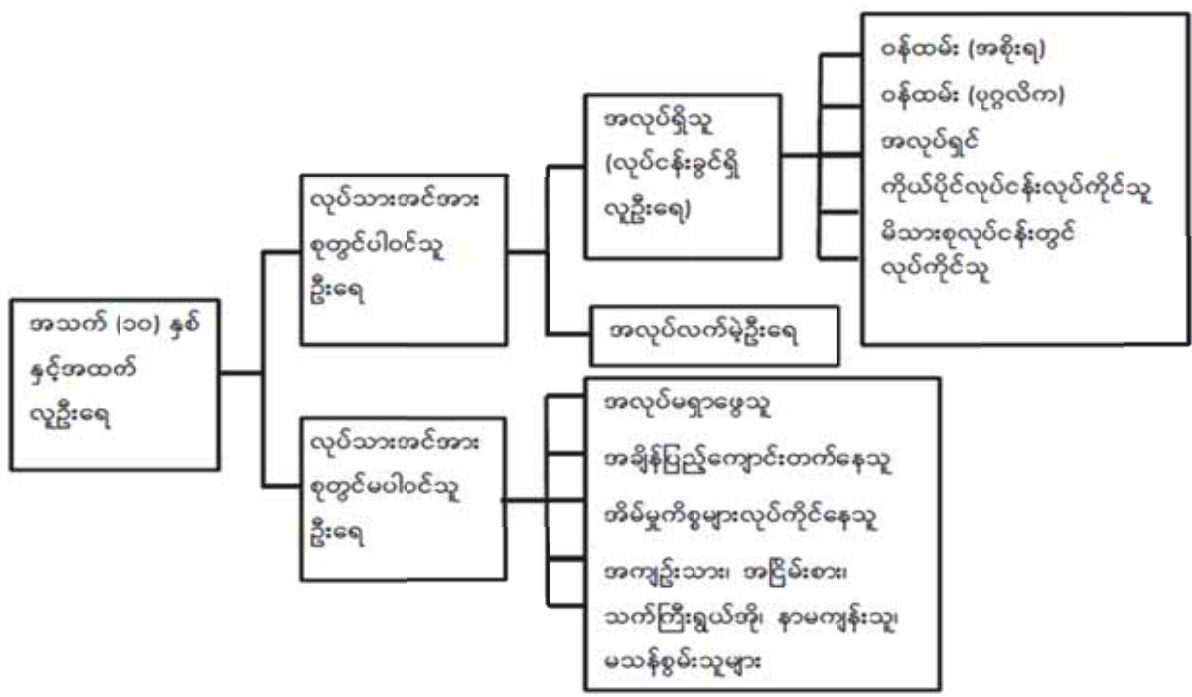 အသက် (၁၀) နှစ်
နှင့်အထက်
လူဦးရေ
လုပ်သားအင်အား
စုတွင်ပါဝင်သူ
ဦးရေ
အလုပ်ရှိသူ
(လုပ်ငန်းခွင်ရှိ
လူဦးရေ)
ဝန်ထမ်း (အစိုးရ)
ဝန်ထမ်း (ပုဂ္ဂလိက)
အလုပ်ရှင်
ကိုယ်ပိုင်လုပ်ငန်းလုပ်ကိုင်သူ
မိသားစုလုပ်ငန်းတွင်
လုပ်ကိုင်သူ
အလုပ်လက်မဲ့ဦးရေ
လုပ်သားအင်အား
စုတွင်မပါဝင်သူ
ဦးရေ
အလုပ်မရှာဖွေသူ
အချိန်ပြည့်ကျောင်းတက်နေသူ
အိမ်မှုကိစ္စများလုပ်ကိုင်နေသူ
အကျဉ်းသား၊ အငြိမ်းစား၊
သက်ကြီးရွယ်အို၊ နာမကျန်းသူ၊
မသန်စွမ်းသူများ